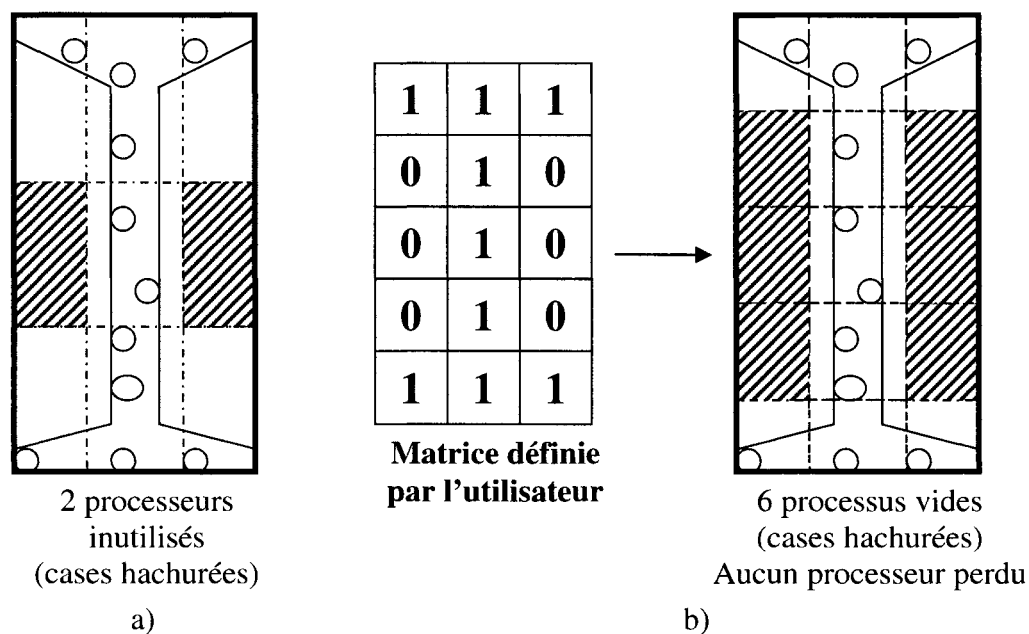 1 1 1
0 1 0
0 1 0
0 1 0
1 1 1
Matrice définie
par l'utilisateur
2 processeurs
inutilisés
(cases hachurées)
a)
6 processus vides
(cases hachurées)
Aucun processeur perdu
b)